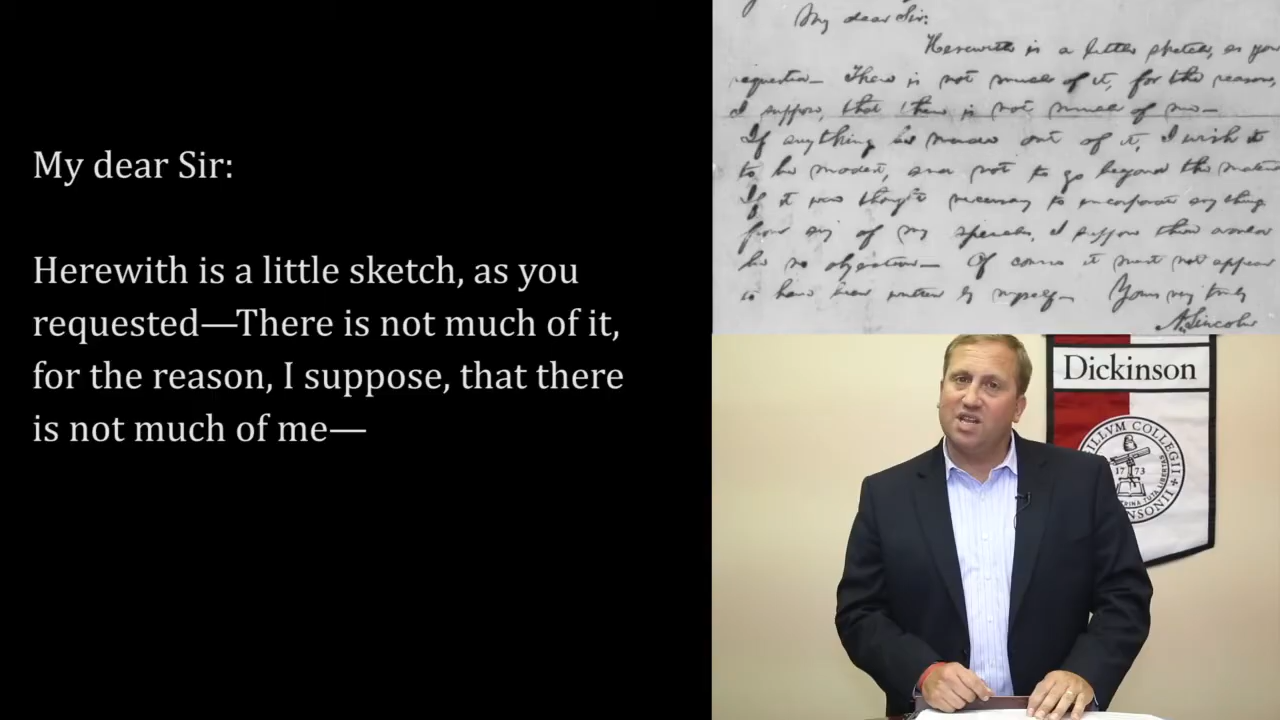 My dear Sir:
Herewith is a little sketch, as you
requested—There is not much of it,
for the reason, I suppose, that there
is not much of me—
My dear Sir:
Herewith is a little sketch, as you
requested— There is not much of it, for the reason,
I suppose, that there is not much of me—
If anything be made out of it, I wish it
to be modest, and not to go beyond the material
If it was thought necessary to incorporate any thing
from any of my speeches, I suppose there would
be no objection— Of course it must not appear
to have been written by myself— Yours very truly
A. Lincoln
Dickinson
SIGILLVM COLLEGII
1773